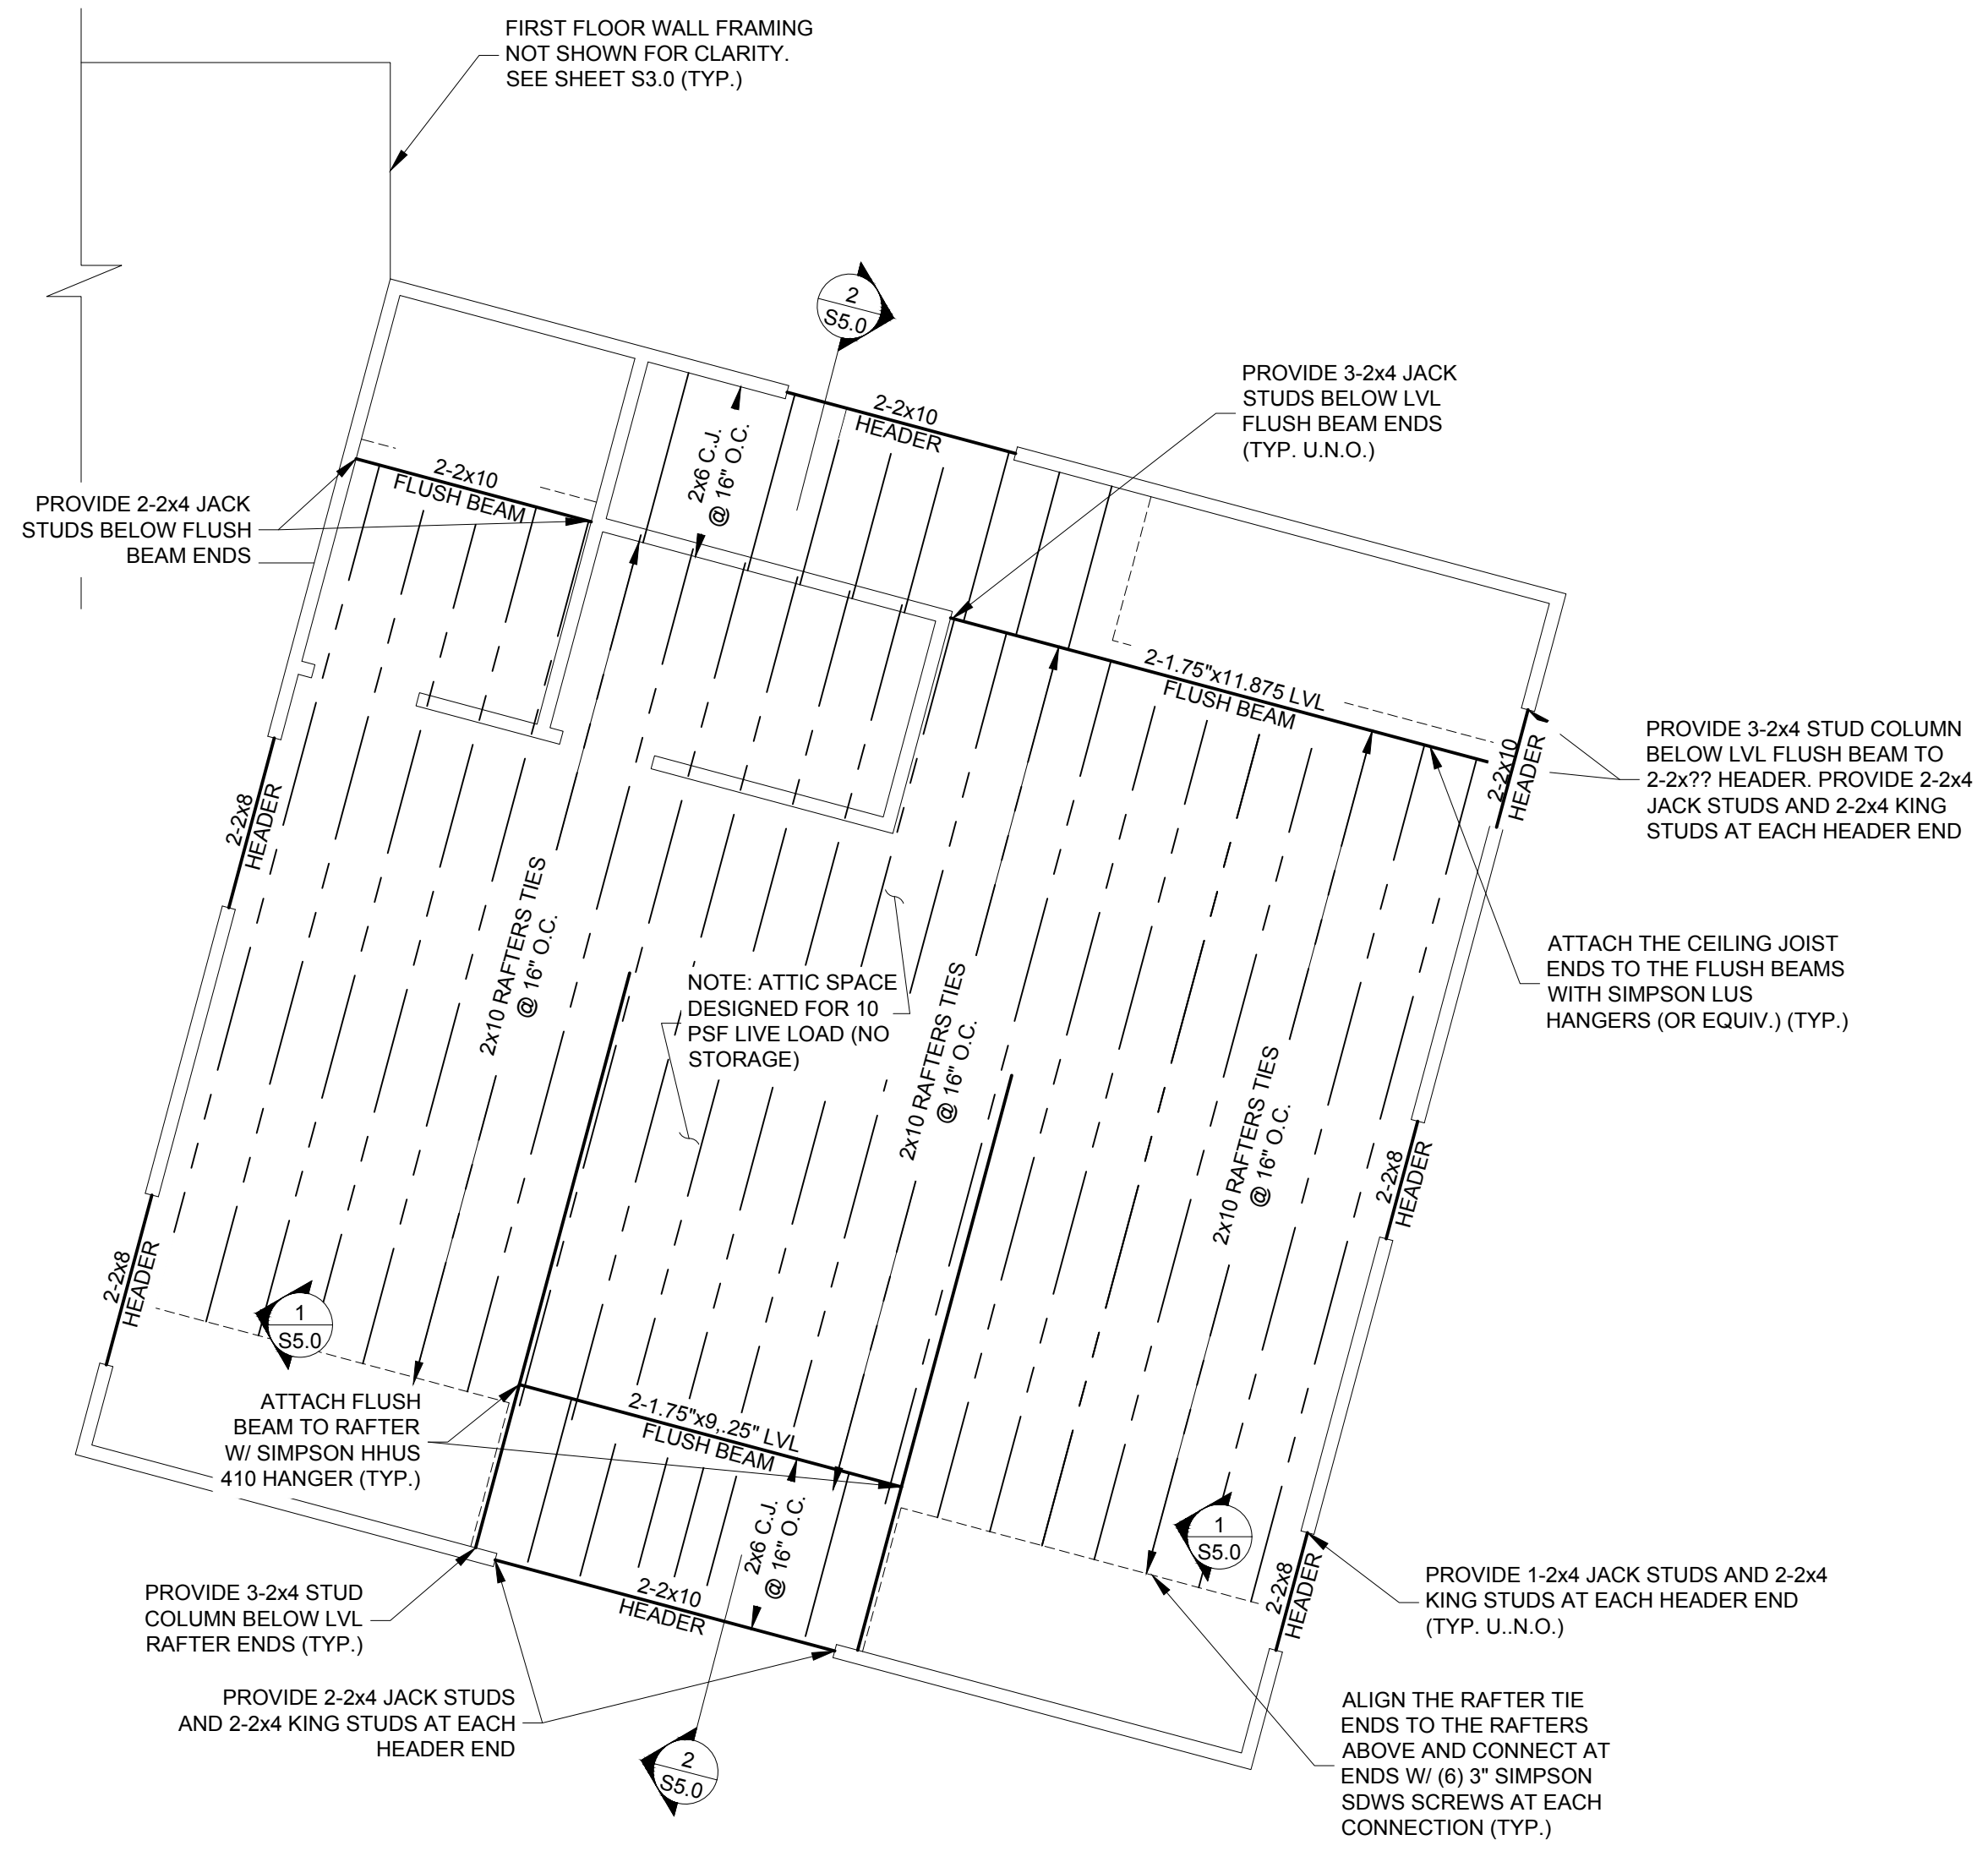 FIRST FLOOR WALL FRAMING
NOT SHOWN FOR CLARITY.
SEE SHEET S3.0 (TYP.)
2
S5.0
PROVIDE 3-2x4 JACK
STUDS BELOW LVL
FLUSH BEAM ENDS
(TYP. U.N.O.)
2-2x10
HEADER
2x6 C.J.
@ 16" O.C.
2-2x10
FLUSH BEAM
PROVIDE 2-2x4 JACK
STUDS BELOW FLUSH
BEAM ENDS
2-1.75"x11.875 LVL
FLUSH BEAM
2-2x10
HEADER
PROVIDE 3-2x4 STUD COLUMN
BELOW LVL FLUSH BEAM TO
2-2x?? HEADER. PROVIDE 2-2x4
JACK STUDS AND 2-2x4 KING
STUDS AT EACH HEADER END
2-2x8
HEADER
2x10 RAFTERS TIES
@ 16" O.C.
NOTE: ATTIC SPACE
DESIGNED FOR 10
PSF LIVE LOAD (NO
STORAGE)
2x10 RAFTERS TIES
@ 16" O.C.
2x10 RAFTERS TIES
@ 16" O.C.
ATTACH THE CEILING JOIST
ENDS TO THE FLUSH BEAMS
WITH SIMPSON LUS
HANGERS (OR EQUIV.) (TYP.)
2-2x8
HEADER
2-2x8
HEADER
1
S5.0
ATTACH FLUSH
BEAM TO RAFTER
W/ SIMPSON HHUS
410 HANGER (TYP.)
2-1.75"x9,.25" LVL
FLUSH BEAM
2x6 C.J.
@ 16" O.C.
1
S5.0
2-2x8
HEADER
PROVIDE 1-2x4 JACK STUDS AND 2-2x4
KING STUDS AT EACH HEADER END
(TYP. U..N.O.)
PROVIDE 3-2x4 STUD
COLUMN BELOW LVL
RAFTER ENDS (TYP.)
2-2x10
HEADER
PROVIDE 2-2x4 JACK STUDS
AND 2-2x4 KING STUDS AT EACH
HEADER END
2
S5.0
ALIGN THE RAFTER TIE
ENDS TO THE RAFTERS
ABOVE AND CONNECT AT
ENDS W/ (6) 3" SIMPSON
SDWS SCREWS AT EACH
CONNECTION (TYP.)